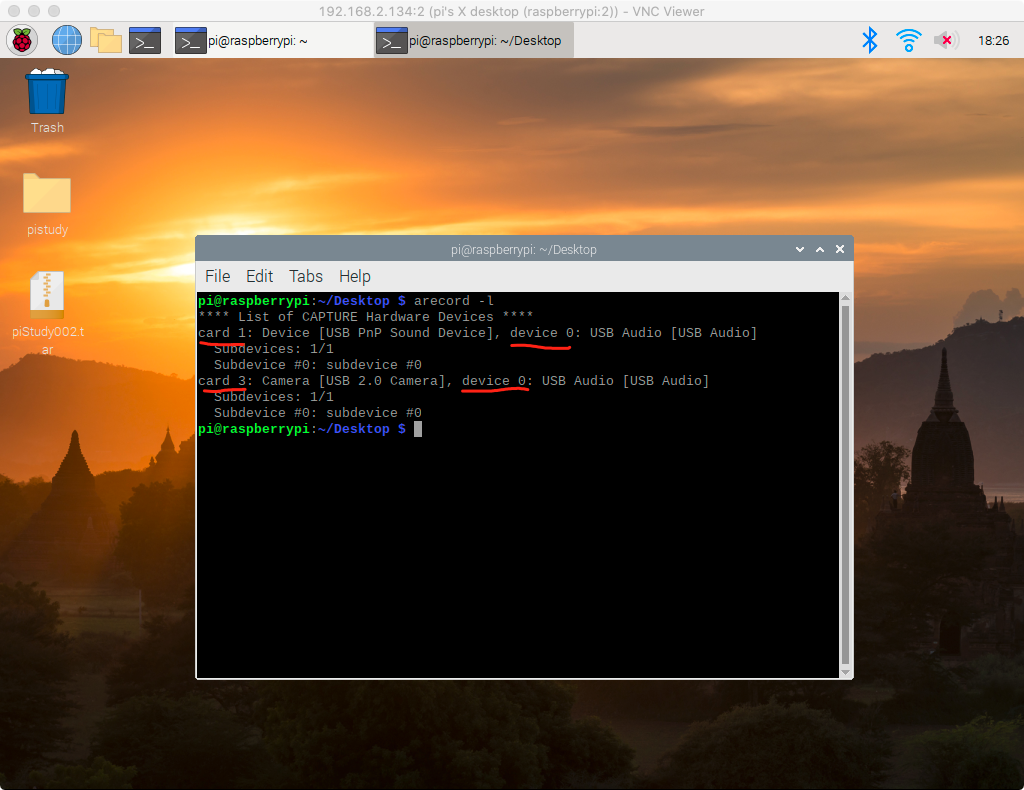 192.168.2.134:2 (pi's X desktop (raspberrypi:2)) - VNC Viewer
pi@raspberrypi: ~
pi@raspberrypi: ~/Desktop
18:26
Trash
pistudy
piStudy002.t
ar
pi@raspberrypi: ~/Desktop
File Edit Tabs Help
pi@raspberrypi:~/Desktop $ arecord -l
**** List of CAPTURE Hardware Devices ****
card 1: Device [USB PnP Sound Device], device 0: USB Audio [USB Audio]
  Subdevices: 1/1
  Subdevice #0: subdevice #0
card 3: Camera [USB 2.0 Camera], device 0: USB Audio [USB Audio]
  Subdevices: 1/1
  Subdevice #0: subdevice #0
pi@raspberrypi:~/Desktop $